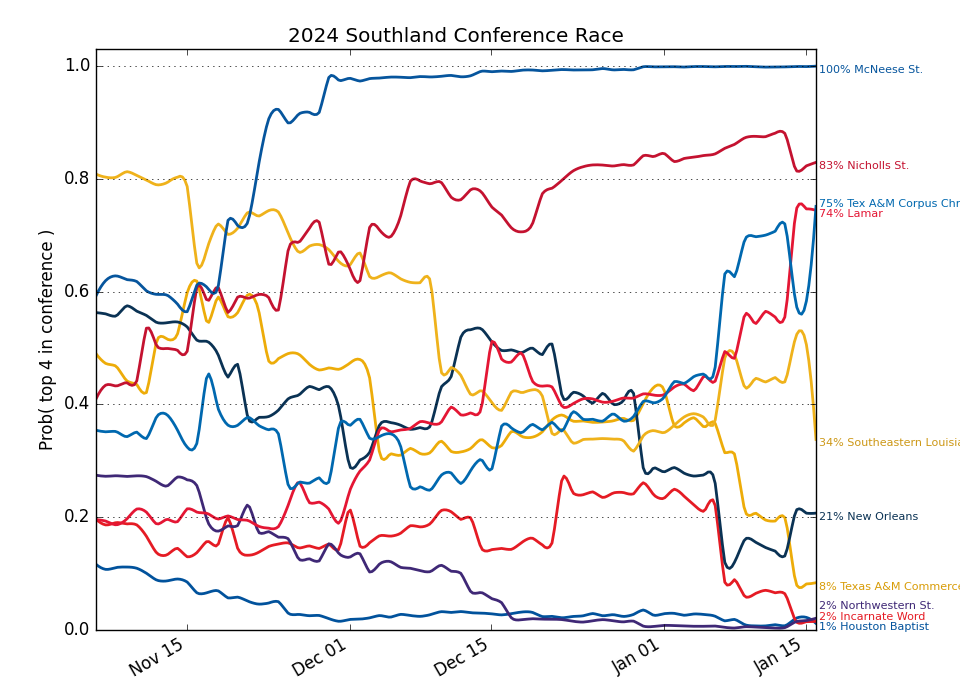 2024 Southland Conference Race
Prob( top 4 in conference )
1.0
0.8
0.6
0.4
0.2
0.0
Nov 15
Dec 01
Dec 15
Jan 01
Jan 15
100% McNeese St.
83% Nicholls St.
75% Tex A&M Corpus Chr
74% Lamar
34% Southeastern Louisia
21% New Orleans
8% Texas A&M Commerce
2% Northwestern St.
2% Incarnate Word
1% Houston Baptist